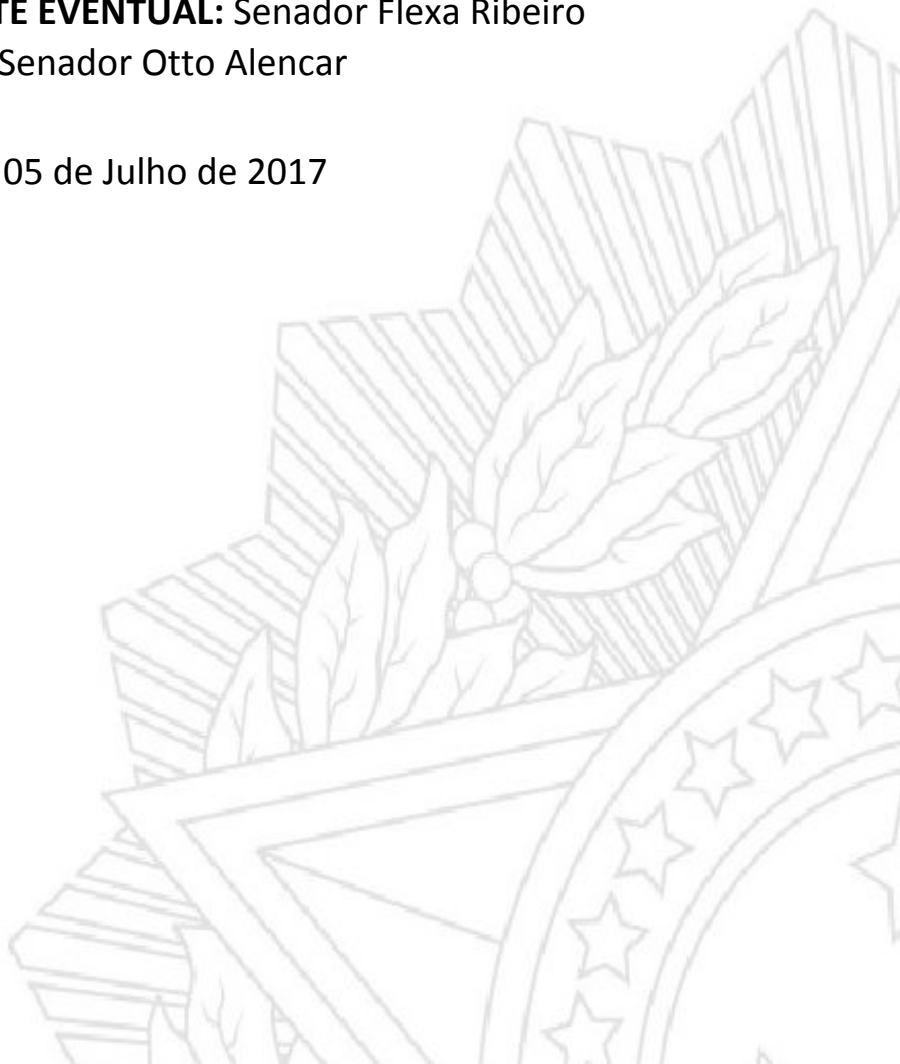 TE EVENTUAL: Senador Flexa Ribeiro
Senador Otto Alencar
05 de Julho de 2017